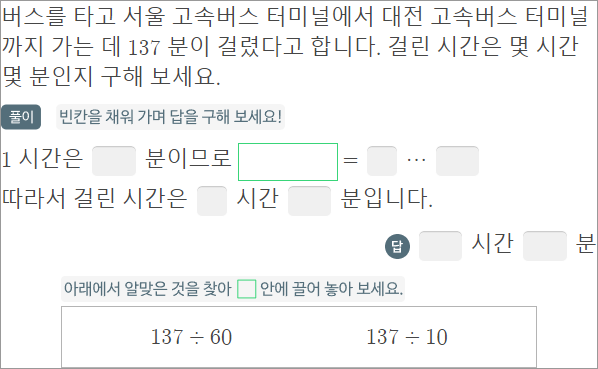 버스를 타고 서울 고속버스 터미널에서 대전 고속버스 터미널
까지 가는 데 137 분이 걸렸다고 합니다. 걸린 시간은 몇 시간
몇 분인지 구해 보세요.
풀이 빈칸을 채워 가며 답을 구해 보세요!
1 시간은 분이므로 = ⋯
따라서 걸린 시간은 시간 분입니다.
답 시간 분
아래에서 알맞은 것을 찾아 안에 끌어 놓아 보세요.
137 ÷ 60 137 ÷ 10